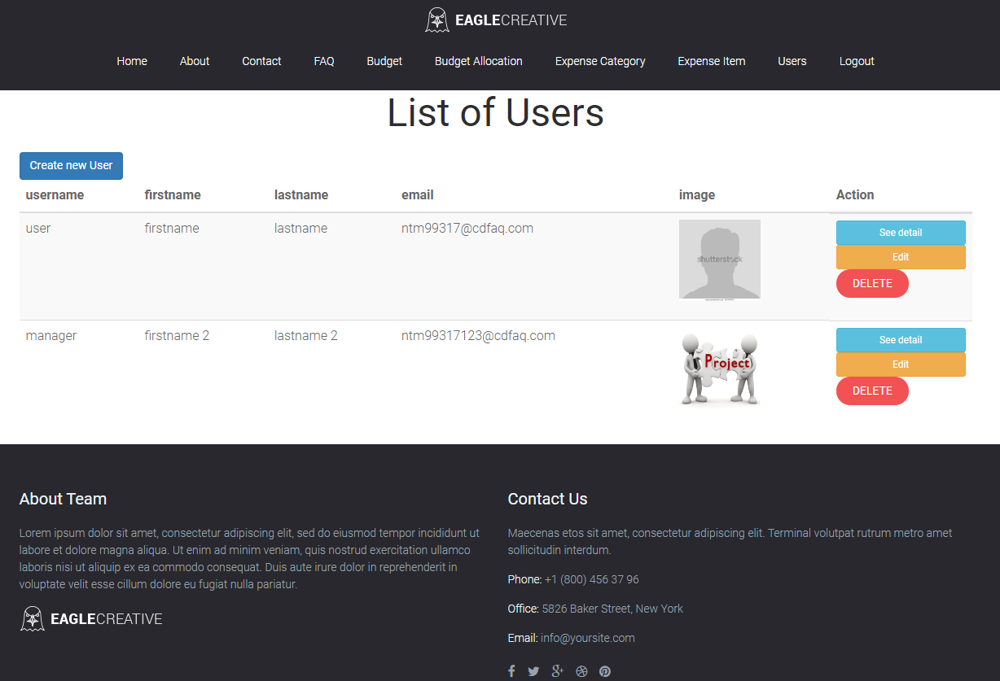 EAGLECREATIVE
Home About Contact FAQ Budget Budget Allocation Expense Category Expense Item Users Logout
List of Users
Create new User
username firstname lastname email image Action
user firstname lastname ntm99317@cdfaq.com See detail
shutterstock
Edit
DELETE
manager firstname 2 lastname 2 ntm99317123@cdfaq.com See detail
Project
Edit
DELETE
About Team
Lorem ipsum dolor sit amet, consectetur adipiscing elit, sed do eiusmod tempor incididunt ut
labore et dolore magna aliqua. Ut enim ad minim veniam, quis nostrud exercitation ullamco
laboris nisi ut aliquip ex ea commodo consequat. Duis aute irure dolor in reprehenderit in
voluptate velit esse cillum dolore eu fugiat nulla pariatur.
EAGLECREATIVE
Contact Us
Maecenas etos sit amet, consectetur adipiscing elit. Terminal volutpat rutrum metro amet
sollicitudin interdum.
Phone: +1 (800) 456 37 96
Office: 5826 Baker Street, New York
Email: info@yoursite.com